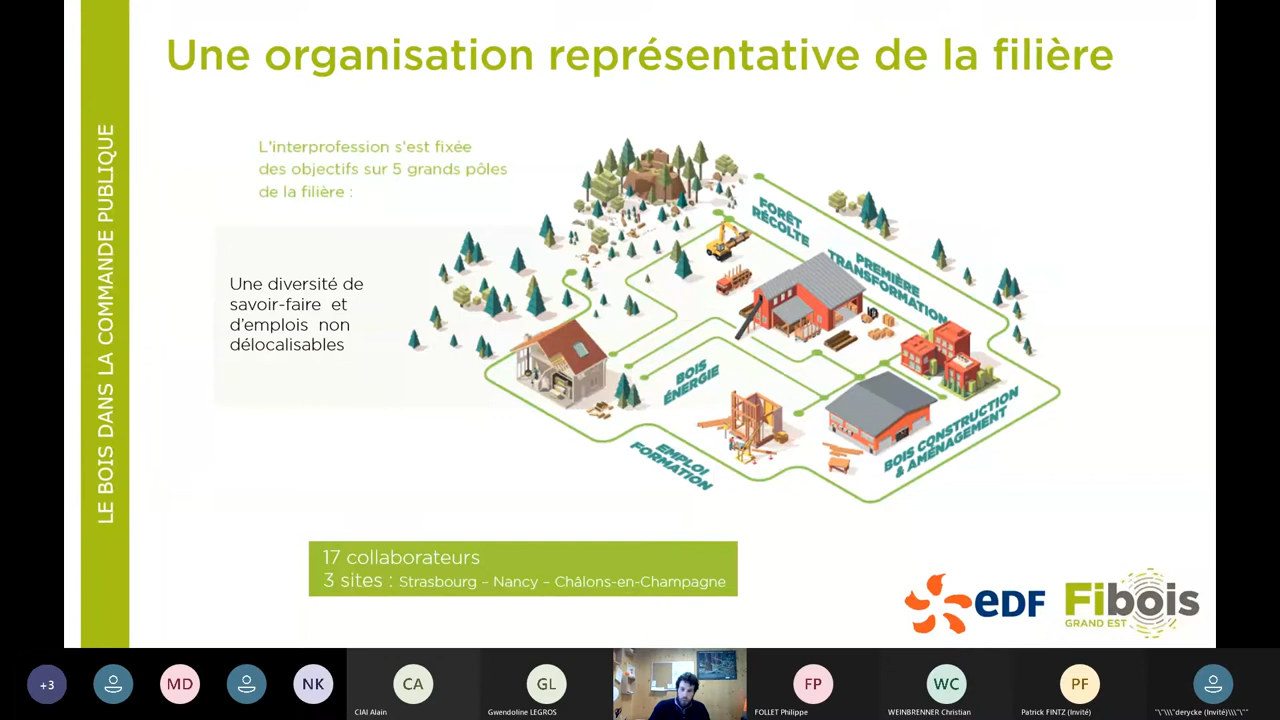 Une organisation représentative de la filière
LE BOIS DANS LA COMMANDE PUBLIQUE
L'interprofession s'est fixée
des objectifs sur 5 grands pôles
de la filière :
Une diversité de
savoir-faire et
d'emplois non
délocalisables
FORÊT
RÉCOLTE
PREMIÈRE
TRANSFORMATION
BOIS
ÉNERGIE
BOIS CONSTRUCTION
& AMÉNAGEMENT
EMPLOI
FORMATION
17 collaborateurs
3 sites : Strasbourg – Nancy – Châlons-en-Champagne
eDF
Fibois
GRAND EST
+3
MD
NK
CA
GL
FP
WC
PF
CIAI Alain
Gwendoline LEGROS
FOLLET Philippe
WEINBRENNER Christian
Patrick FINTZ (Invité)
"\"\\\"derycke (Invité)\\\"\""